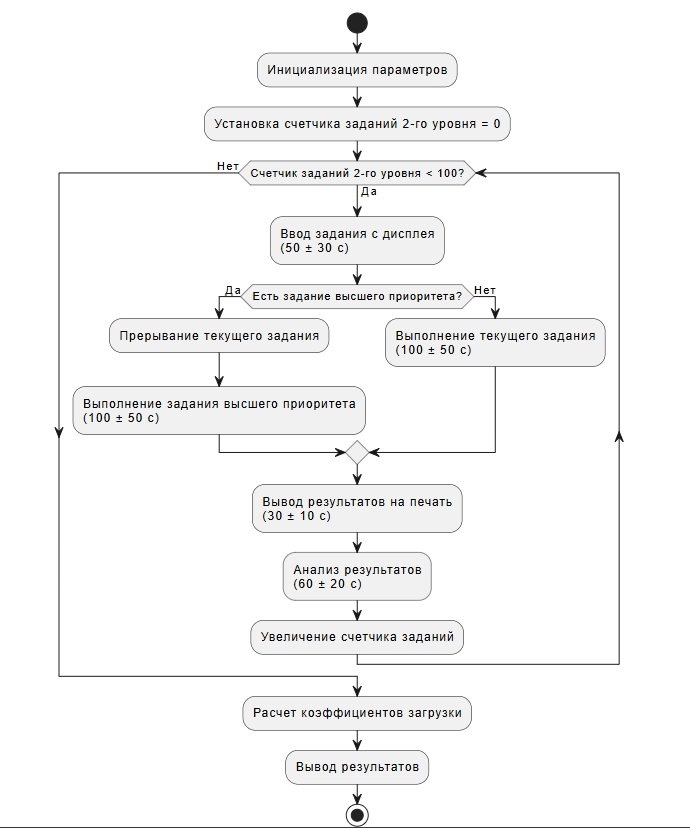 Инициализация параметров
Установка счетчика заданий 2-го уровня = 0
Нет
Счетчик заданий 2-го уровня < 100?
Да
Ввод задания с дисплея
(50 ± 30 с)
Да
Есть задание высшего приоритета?
Нет
Прерывание текущего задания
Выполнение текущего задания
(100 ± 50 с)
Выполнение задания высшего приоритета
(100 ± 50 с)
Вывод результатов на печать
(30 ± 10 с)
Анализ результатов
(60 ± 20 с)
Увеличение счетчика заданий
Расчет коэффициентов загрузки
Вывод результатов